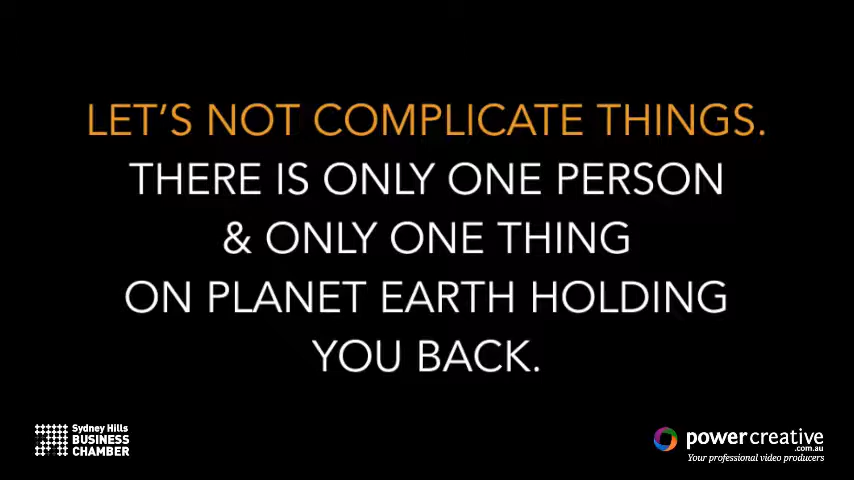 LET'S NOT COMPLICATE THINGS.
THERE IS ONLY ONE PERSON
& ONLY ONE THING
ON PLANET EARTH HOLDING
YOU BACK.
Sydney Hills
BUSINESS
CHAMBER
powercreative
.com.au
Your professional video producers